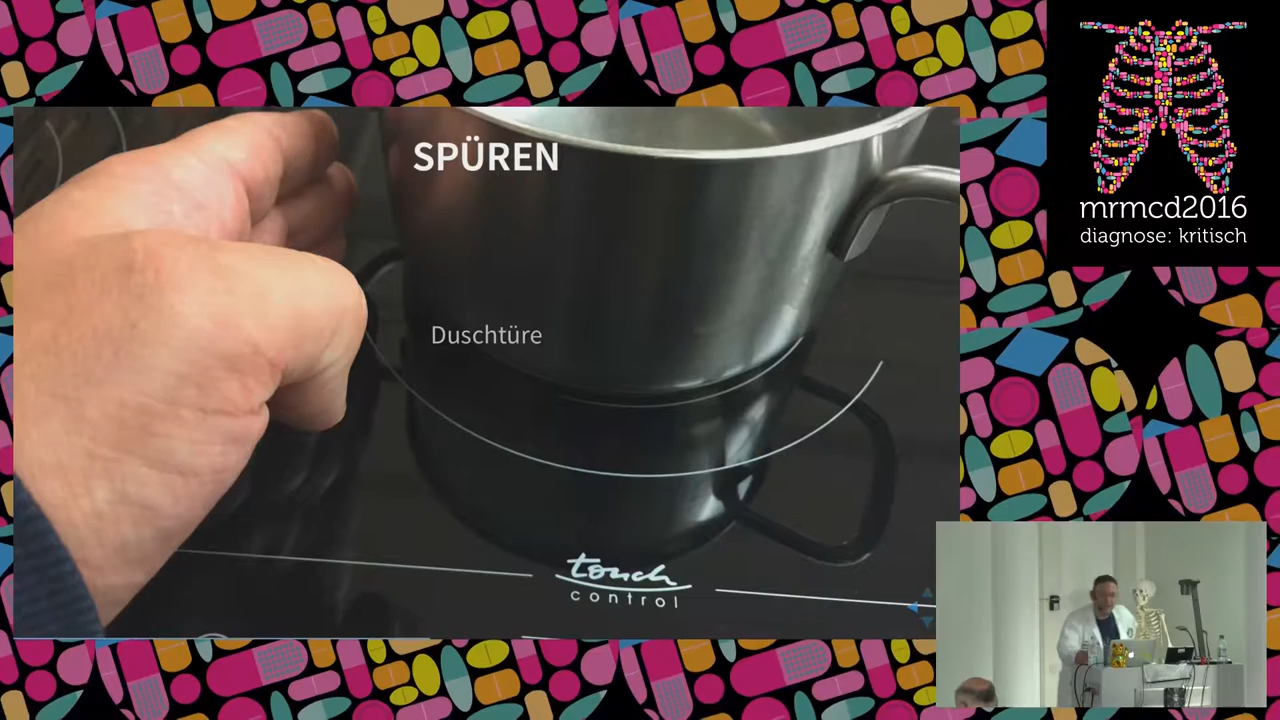 mrmcd2016
diagnose: kritisch
SPÜREN
Duschtüre
touch
control